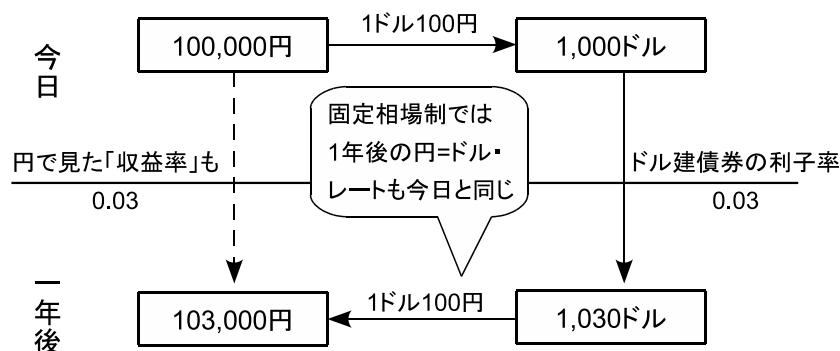 今日
100,000円
1ドル100円
1,000ドル
固定相場制では
1年後の円=ドル・
レートも今日と同じ
円で見た「収益率」も
0.03
ドル建債券の利子率
0.03
一年後
103,000円
1ドル100円
1,030ドル